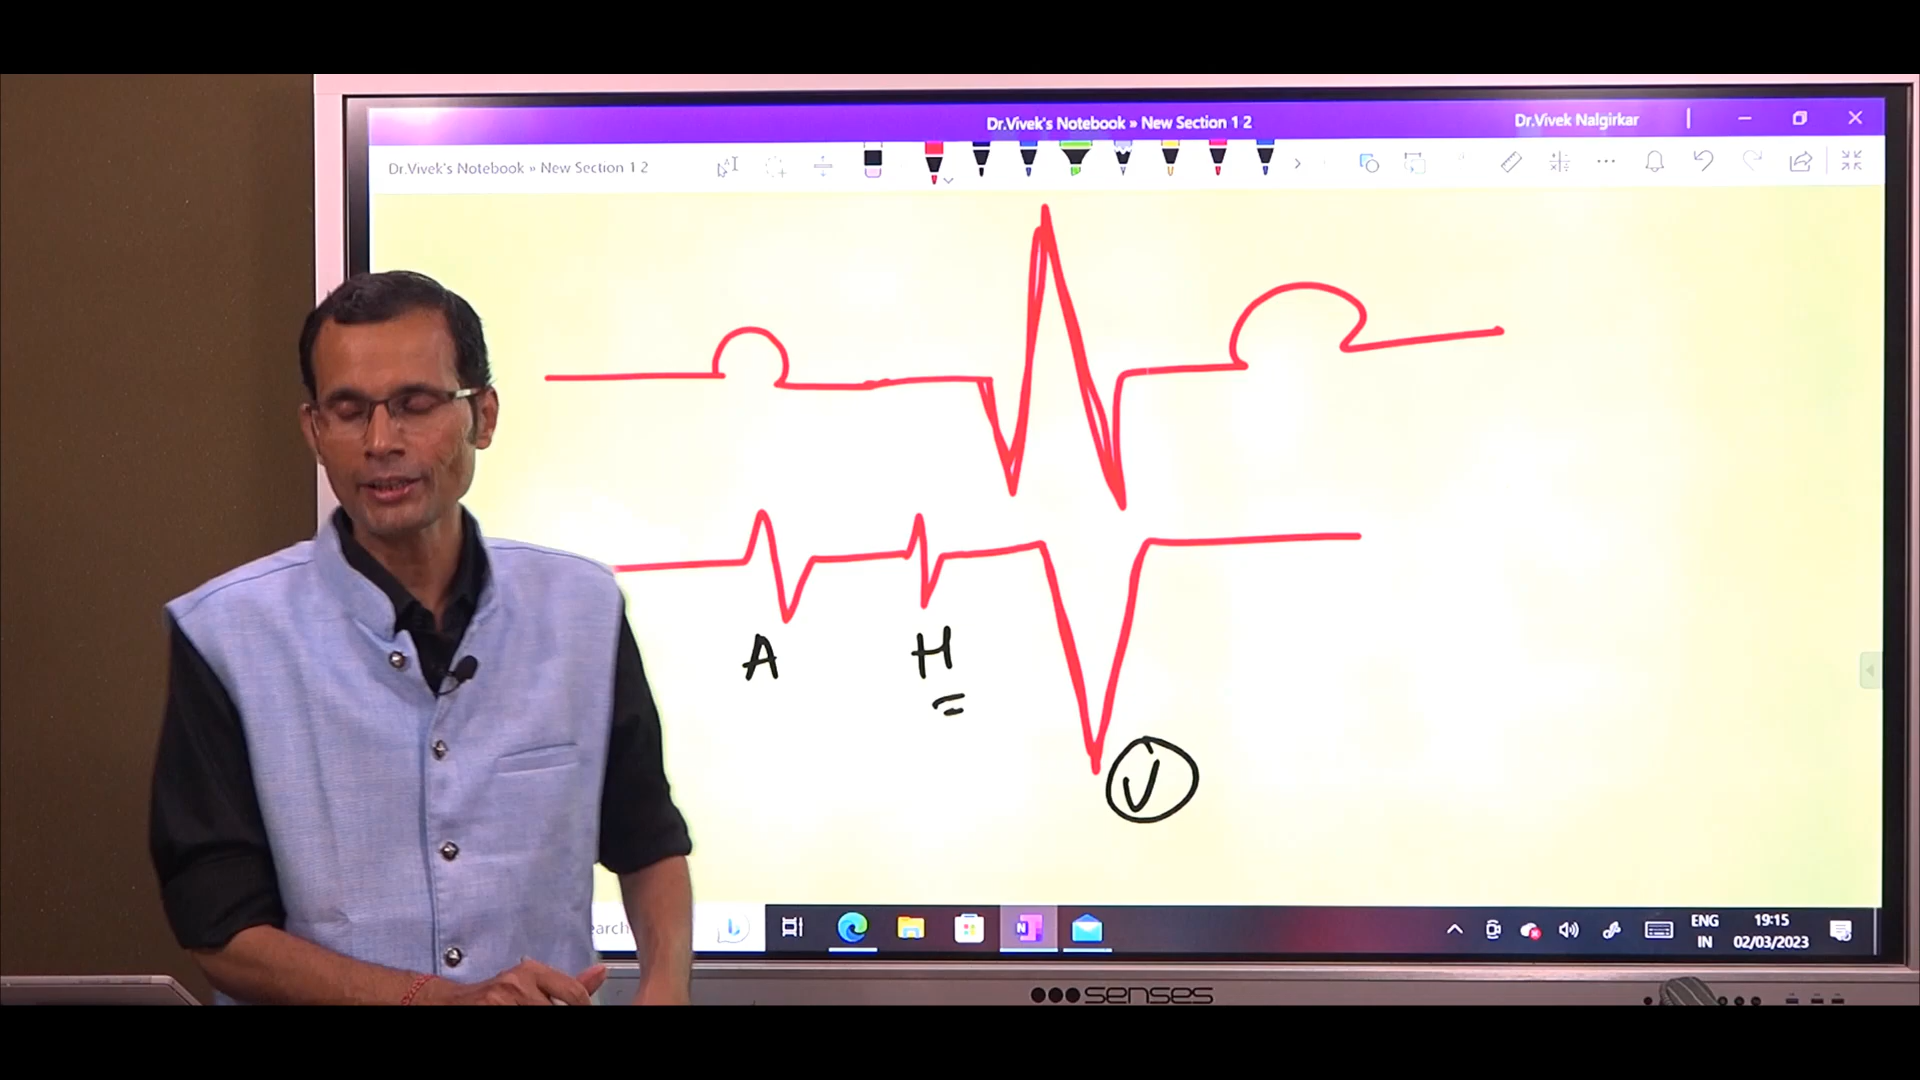 Dr.Vivek's Notebook » New Section 1 2
Dr.Vivek Nalgirkar
Dr.Vivek's Notebook » New Section 1 2
A
H
V
earch
ENG
IN
19:15
02/03/2023
senses